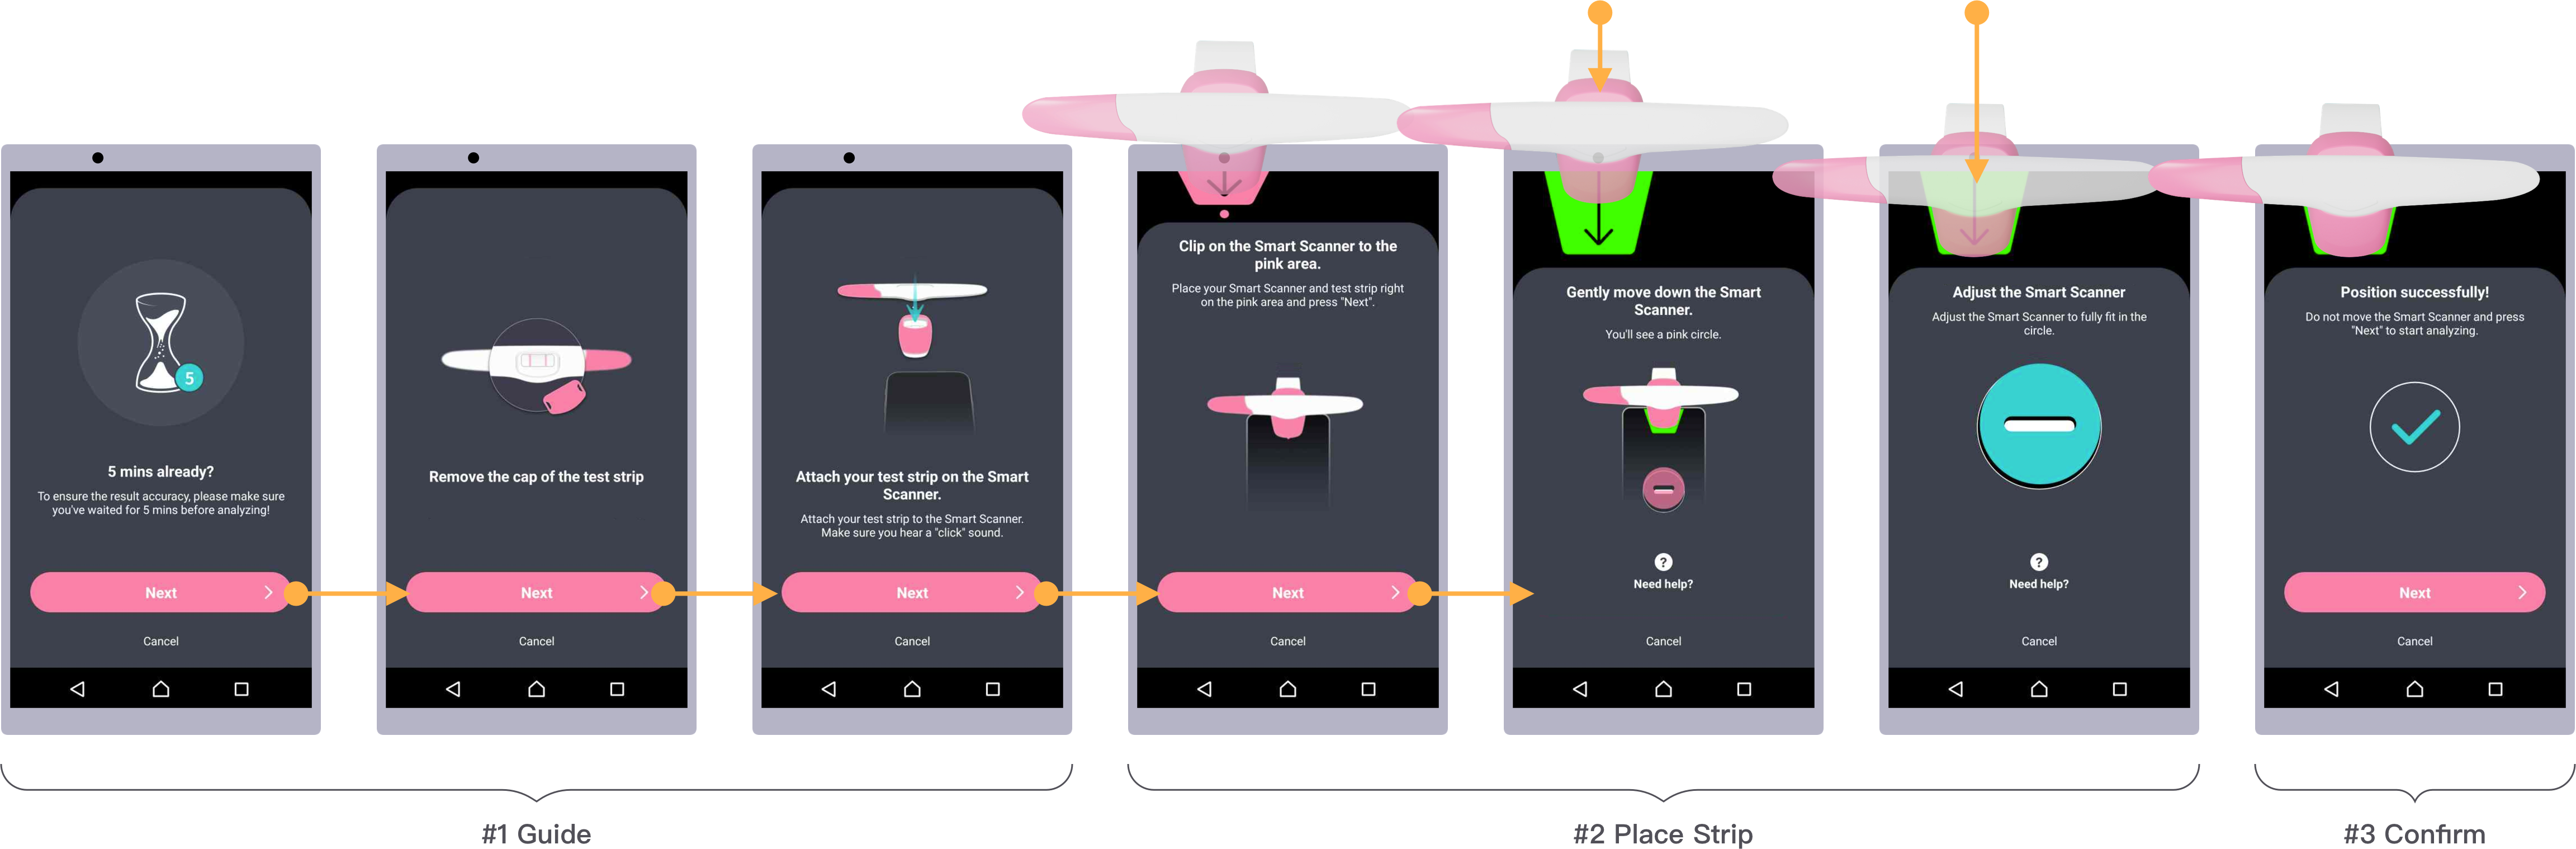 5
5 mins already?
To ensure the result accuracy, please make sure
you've waited for 5 mins before analyzing!
Next
Cancel
Remove the cap of the test strip
Next
Cancel
Attach your test strip on the Smart
Scanner.
Attach your test strip to the Smart Scanner.
Make sure you hear a "click" sound.
Next
Cancel
Clip on the Smart Scanner to the
pink area.
Place your Smart Scanner and test strip right
on the pink area and press "Next".
Next
Cancel
Gently move down the Smart
Scanner.
You'll see a pink circle.
?
Need help?
Cancel
Adjust the Smart Scanner
Adjust the Smart Scanner to fully fit in the
circle.
?
Need help?
Cancel
Position successfully!
Do not move the Smart Scanner and press
"Next" to start analyzing.
Next
Cancel
#1 Guide
#2 Place Strip
#3 Confirm